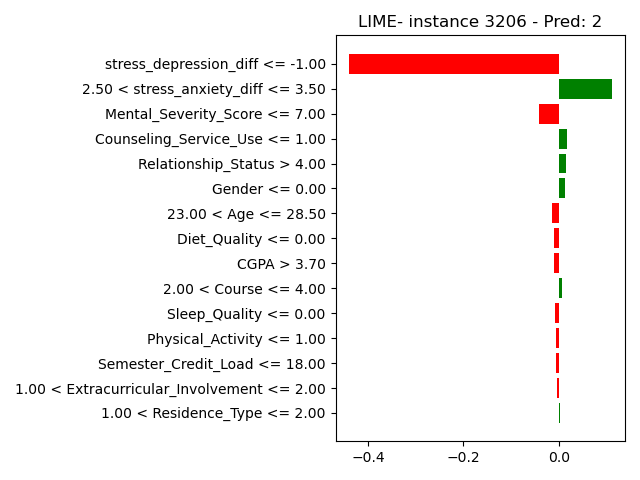 LIME- instance 3206 - Pred: 2
stress_depression_diff <= -1.00
2.50 < stress_anxiety_diff <= 3.50
Mental_Severity_Score <= 7.00
Counseling_Service_Use <= 1.00
Relationship_Status > 4.00
Gender <= 0.00
23.00 < Age <= 28.50
Diet_Quality <= 0.00
CGPA > 3.70
2.00 < Course <= 4.00
Sleep_Quality <= 0.00
Physical_Activity <= 1.00
Semester_Credit_Load <= 18.00
1.00 < Extracurricular_Involvement <= 2.00
1.00 < Residence_Type <= 2.00
−0.4 −0.2 0.0